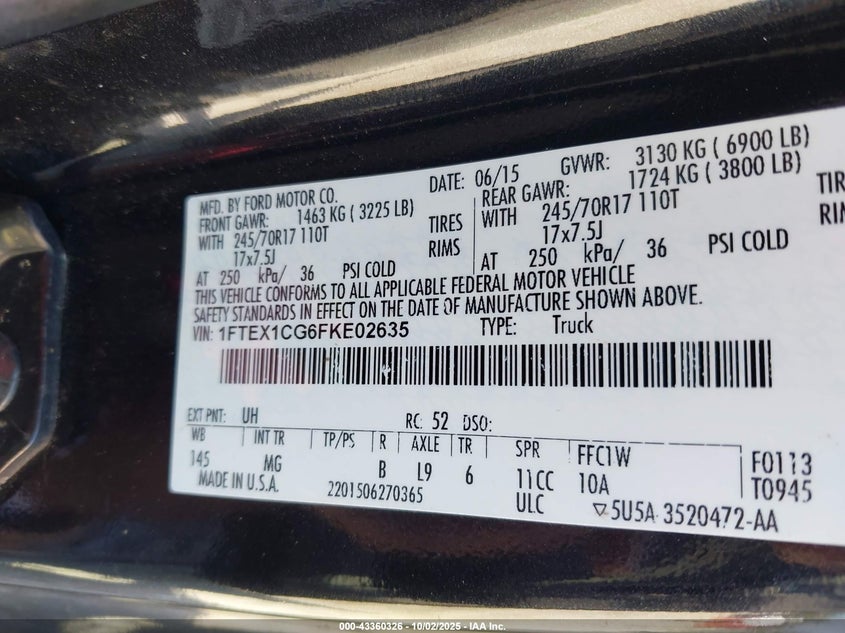 MFD. BY FORD MOTOR CO. DATE: 06/15 GVWR: 3130 KG ( 6900 LB)
FRONT GAWR: 1463 KG ( 3225 LB) REAR GAWR: 1724 KG ( 3800 LB)
WITH 245/70R17 110T TIRES WITH 245/70R17 110T TIR
17x7.5J RIMS 17x7.5J RIM
AT 250 kPa/ 36 PSI COLD AT 250 kPa/ 36 PSI COLD
THIS VEHICLE CONFORMS TO ALL APPLICABLE FEDERAL MOTOR VEHICLE
SAFETY STANDARDS IN EFFECT ON THE DATE OF MANUFACTURE SHOWN ABOVE.
VIN: 1FTEX1CG6FKE02635 TYPE: Truck
EXT PNT: UH RC: 52 DSO:
WB INT TR TP/PS R AXLE TR SPR FFC1W F0113
145 MG B L9 6 11CC 10A T0945
MADE IN U.S.A. 2201506270365 ULC 5U5A-3520472-AA
000-43360326 - 10/02/2025 - IAA Inc.